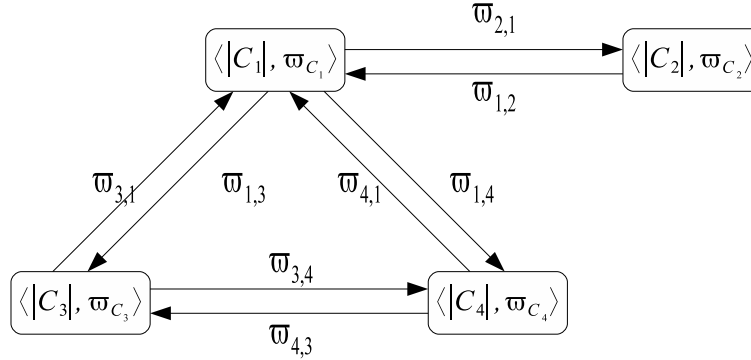 ϖ2,1
⟨|C1|, ϖC1⟩
⟨|C2|, ϖC2⟩
ϖ1,2
ϖ3,1
ϖ1,3
ϖ4,1
ϖ1,4
ϖ3,4
⟨|C3|, ϖC3⟩
⟨|C4|, ϖC4⟩
ϖ4,3